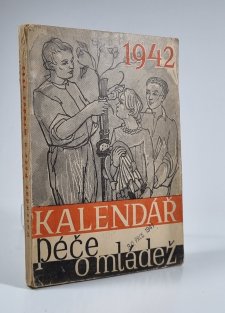 1942
KALENDÁŘ
péče
o mládež